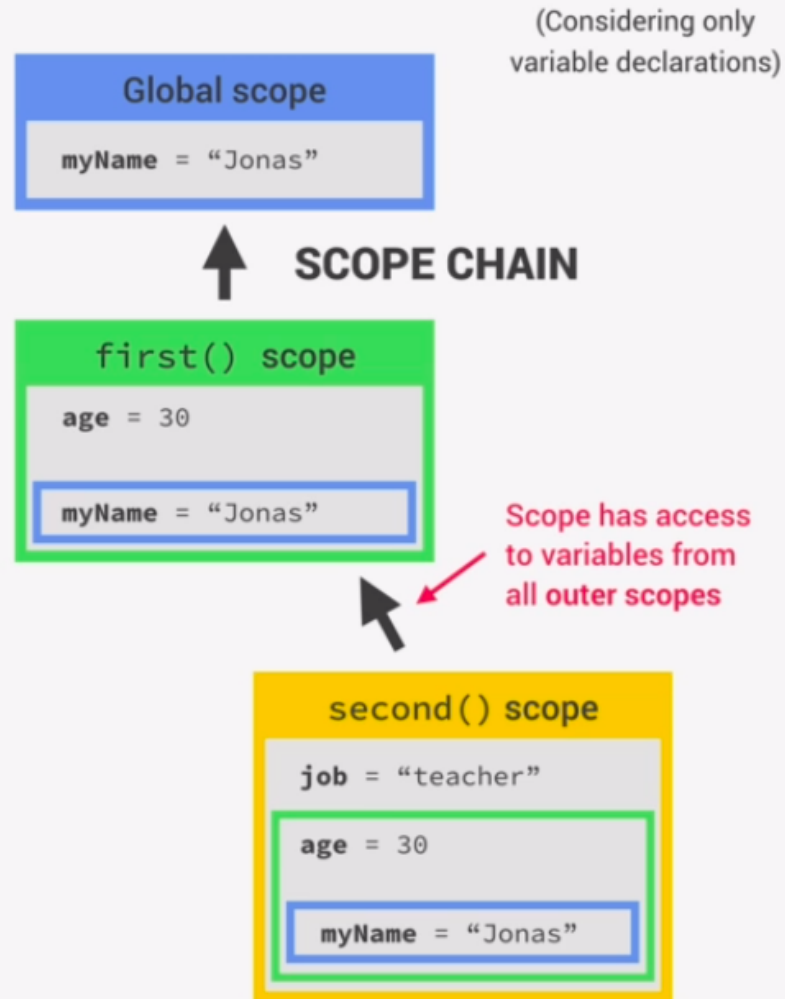 (Considering only
variable declarations)
Global scope
myName = “Jonas”
SCOPE CHAIN
first() scope
age = 30
myName = “Jonas”
Scope has access
to variables from
all outer scopes
second() scope
job = “teacher”
age = 30
myName = “Jonas”